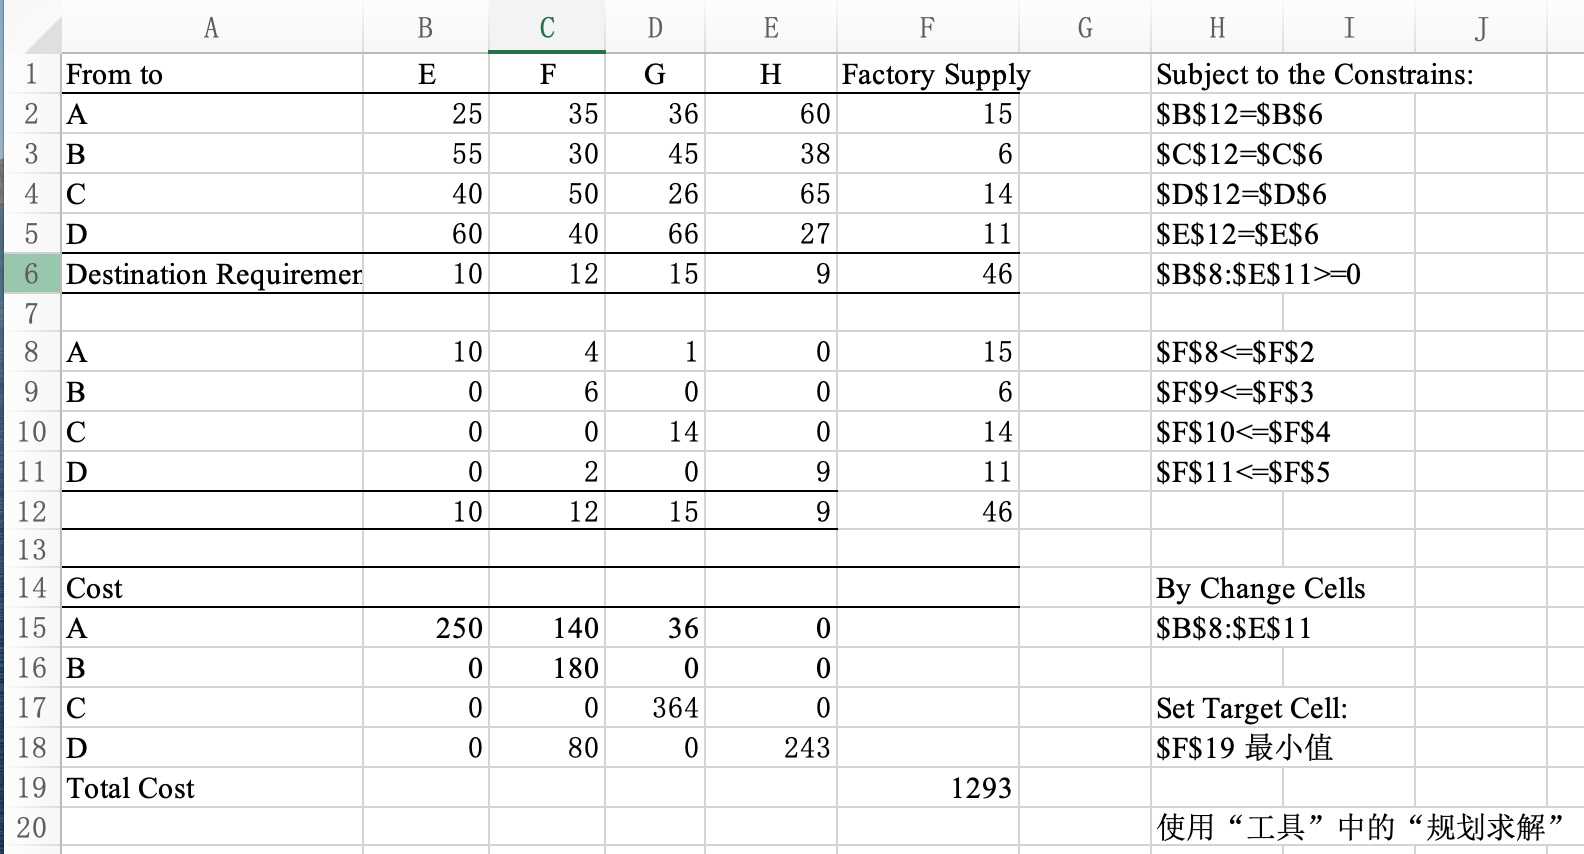 A B C D E F G H I J
1 From to E F G H Factory Supply Subject to the Constrains:
2 A 25 35 36 60 15 $B$12=$B$6
3 B 55 30 45 38 6 $C$12=$C$6
4 C 40 50 26 65 14 $D$12=$D$6
5 D 60 40 66 27 11 $E$12=$E$6
6 Destination Requiremen 10 12 15 9 46 $B$8:$E$11>=0
7
8 A 10 4 1 0 15 $F$8<=$F$2
9 B 0 6 0 0 6 $F$9<=$F$3
10 C 0 0 14 0 14 $F$10<=$F$4
11 D 0 2 0 9 11 $F$11<=$F$5
12 10 12 15 9 46
13
14 Cost By Change Cells
15 A 250 140 36 0 $B$8:$E$11
16 B 0 180 0 0
17 C 0 0 364 0 Set Target Cell:
18 D 0 80 0 243 $F$19 最小值
19 Total Cost 1293
20 使用“工具”中的“规划求解”